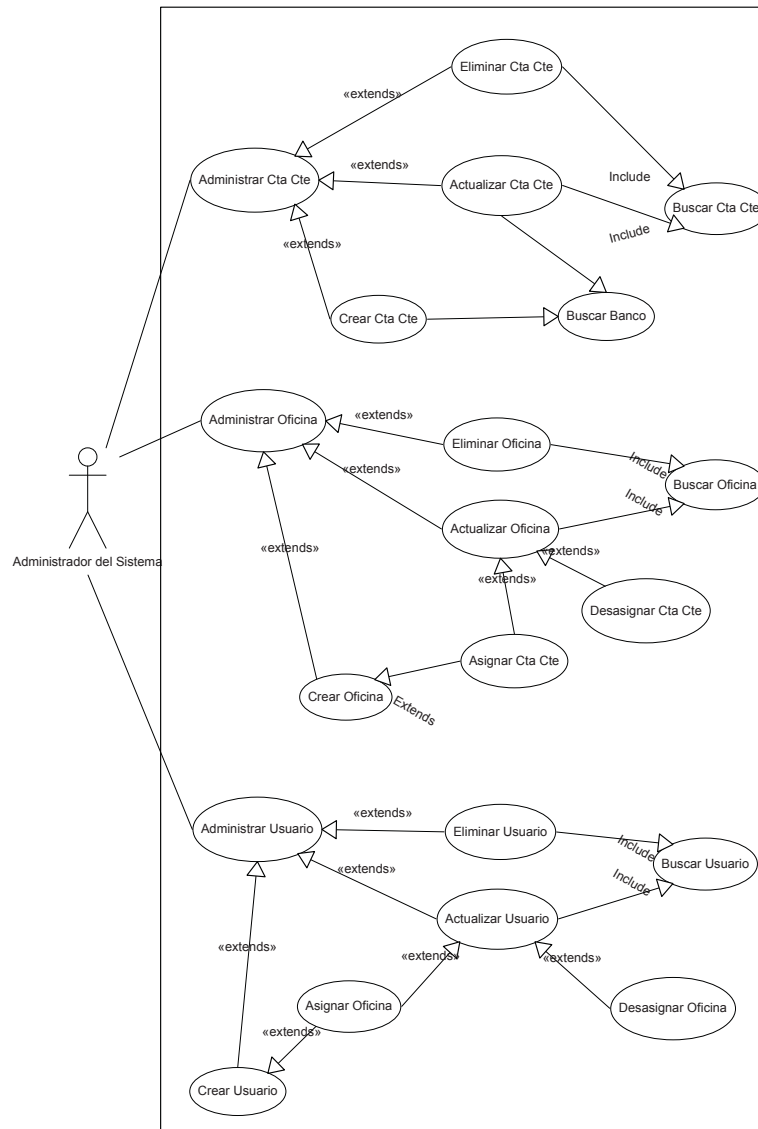 Eliminar Cta Cte
«extends»
Administrar Cta Cte
«extends»
Actualizar Cta Cte
Include
Buscar Cta Cte
Include
«extends»
Crear Cta Cte
Buscar Banco
Administrar Oficina
«extends»
Eliminar Oficina
Include
Buscar Oficina
«extends»
Include
Actualizar Oficina
«extends»
«extends»
«extends»
Administrador del Sistema
Desasignar Cta Cte
Asignar Cta Cte
Crear Oficina
Extends
Administrar Usuario
«extends»
Eliminar Usuario
Include
Buscar Usuario
«extends»
Include
Actualizar Usuario
«extends»
«extends»
«extends»
Asignar Oficina
Desasignar Oficina
«extends»
Crear Usuario